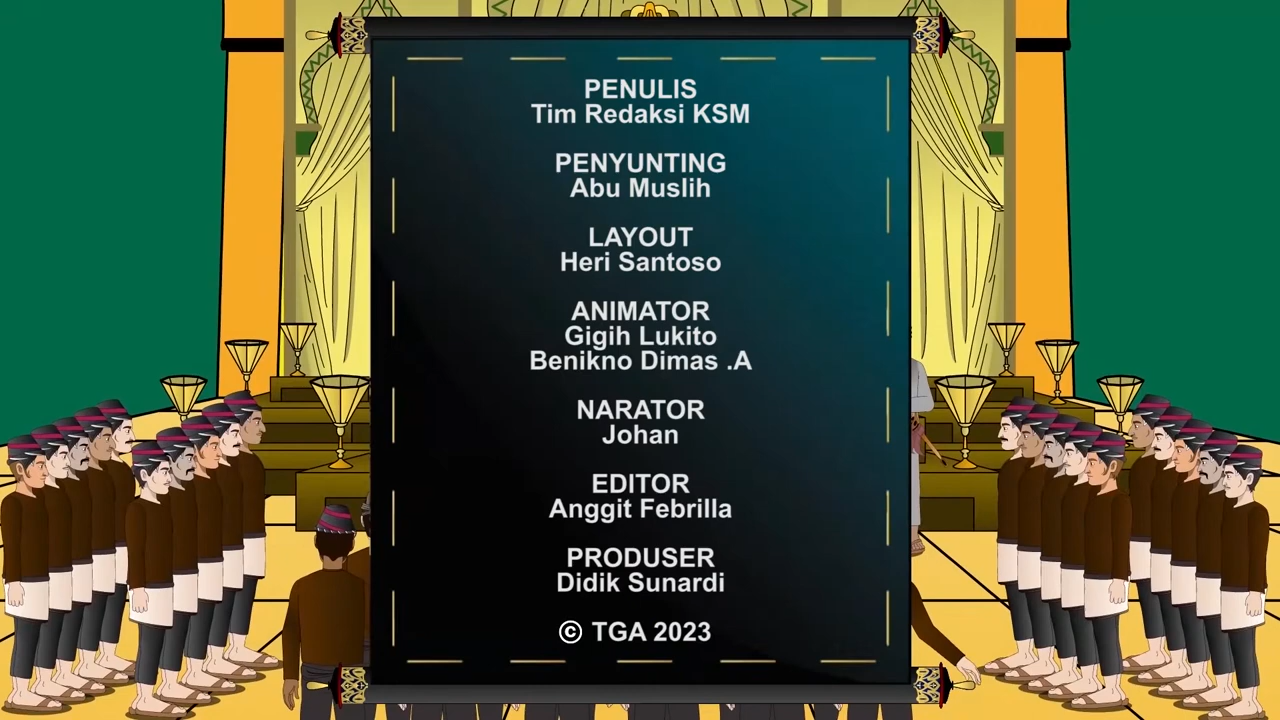 PENULIS
Tim Redaksi KSM
PENYUNTING
Abu Muslih
LAYOUT
Heri Santoso
ANIMATOR
Gigih Lukito
Benikno Dimas .A
NARATOR
Johan
EDITOR
Anggit Febrilla
PRODUSER
Didik Sunardi
© TGA 2023